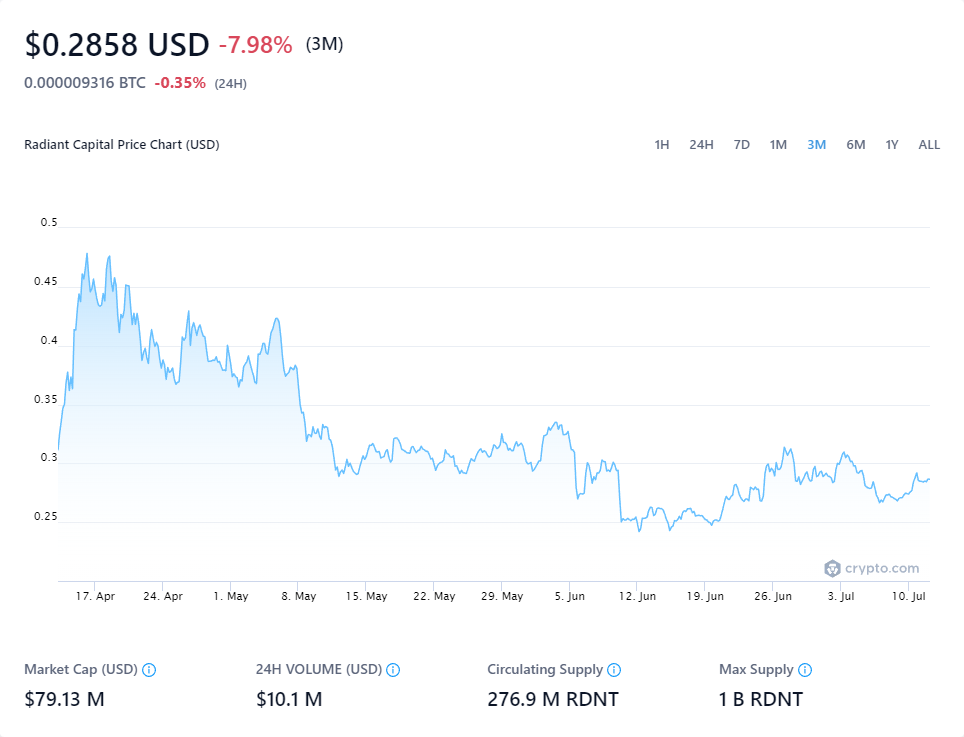 $0.2858 USD -7.98% (3M)
0.000009316 BTC -0.35% (24H)
Radiant Capital Price Chart (USD) 1H 24H 7D 1M 3M 6M 1Y ALL
0.5
0.45
0.4
0.35
0.3
0.25
crypto.com
17. Apr 24. Apr 1. May 8. May 15. May 22. May 29. May 5. Jun 12. Jun 19. Jun 26. Jun 3. Jul 10. Jul
Market Cap (USD) 24H VOLUME (USD) Circulating Supply Max Supply
$79.13 M $10.1 M 276.9 M RDNT 1 B RDNT